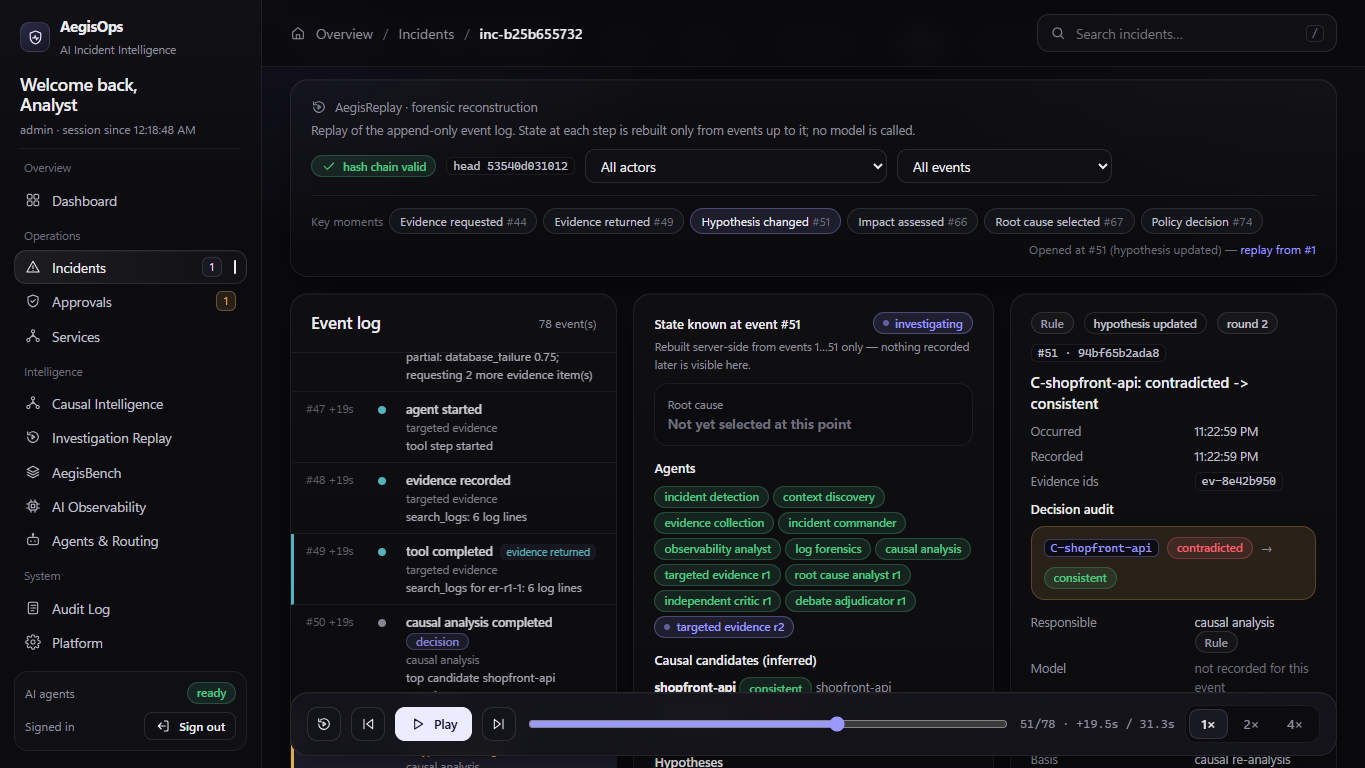 AegisOps
AI Incident Intelligence
Welcome back,
Analyst
admin · session since 12:18:48 AM
Overview
Dashboard
Operations
Incidents 1
Approvals 1
Services
Intelligence
Causal Intelligence
Investigation Replay
AegisBench
AI Observability
Agents & Routing
System
Audit Log
Platform
AI agents ready
Signed in Sign out
Overview / Incidents / inc-b25b655732
Search incidents... /
AegisReplay · forensic reconstruction
Replay of the append-only event log. State at each step is rebuilt only from events up to it; no model is called.
hash chain valid head 53540d031012 All actors All events
Key moments Evidence requested #44 Evidence returned #49 Hypothesis changed #51 Impact assessed #66 Root cause selected #67 Policy decision #74
Opened at #51 (hypothesis updated) — replay from #1
Event log 78 event(s)
partial: database_failure 0.75;
requesting 2 more evidence item(s)
#47 +19s agent started
targeted evidence
tool step started
#48 +19s evidence recorded
targeted evidence
search_logs: 6 log lines
#49 +19s tool completed evidence returned
targeted evidence
search_logs for er-r1-1: 6 log lines
#50 +19s causal analysis completed
decision
causal analysis
top candidate shopfront-api
causal analysis
State known at event #51 investigating
Rebuilt server-side from events 1…51 only — nothing recorded
later is visible here.
Root cause
Not yet selected at this point
Agents
incident detection context discovery
evidence collection incident commander
observability analyst log forensics causal analysis
targeted evidence r1 root cause analyst r1
independent critic r1 debate adjudicator r1
targeted evidence r2
Causal candidates (inferred)
shopfront-api consistent shopfront-api
Hypotheses
Rule hypothesis updated round 2
#51 · 94bf65b2ada8
C-shopfront-api: contradicted ->
consistent
Occurred 11:22:59 PM
Recorded 11:22:59 PM
Evidence ids ev-8e42b950
Decision audit
C-shopfront-api contradicted →
consistent
Responsible causal analysis
Rule
Model not recorded for this
event
Basis causal re-analysis
Play 51/78 · +19.5s / 31.3s 1× 2× 4×